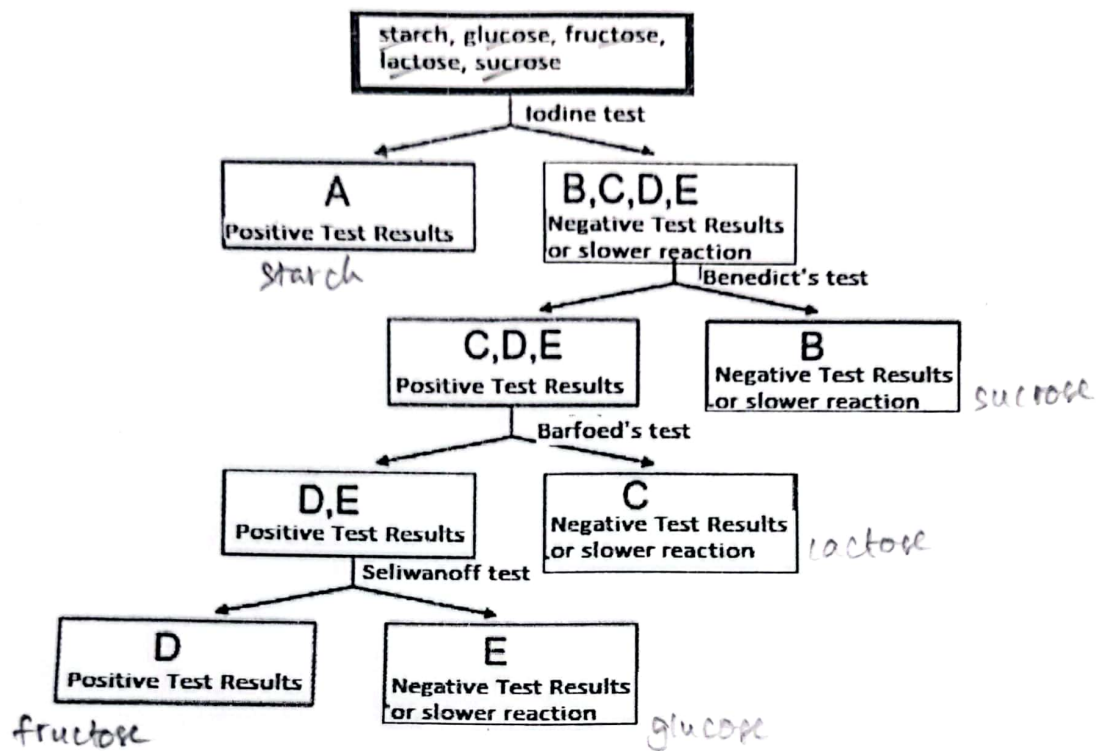 starch, glucose, fructose,
lactose, sucrose
Iodine test
A
Positive Test Results
starch
B,C,D,E
Negative Test Results
or slower reaction
Benedict's test
C,D,E
Positive Test Results
B
Negative Test Results
or slower reaction
sucrose
Barfoed's test
D,E
Positive Test Results
C
Negative Test Results
or slower reaction
lactose
Seliwanoff test
D
Positive Test Results
fructose
E
Negative Test Results
or slower reaction
glucose